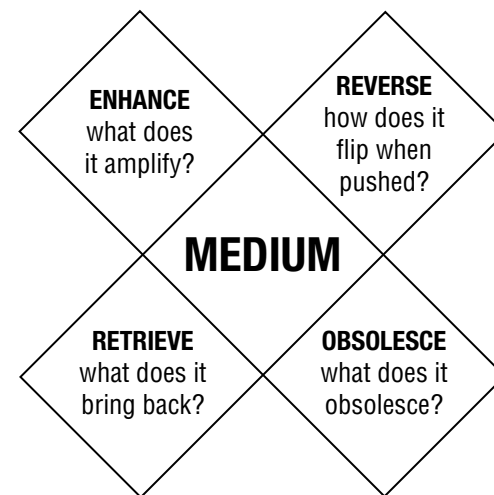 ENHANCE
what does
it amplify?
REVERSE
how does it
flip when
pushed?
MEDIUM
RETRIEVE
what does it
bring back?
OBSOLESCE
what does it
obsolesce?